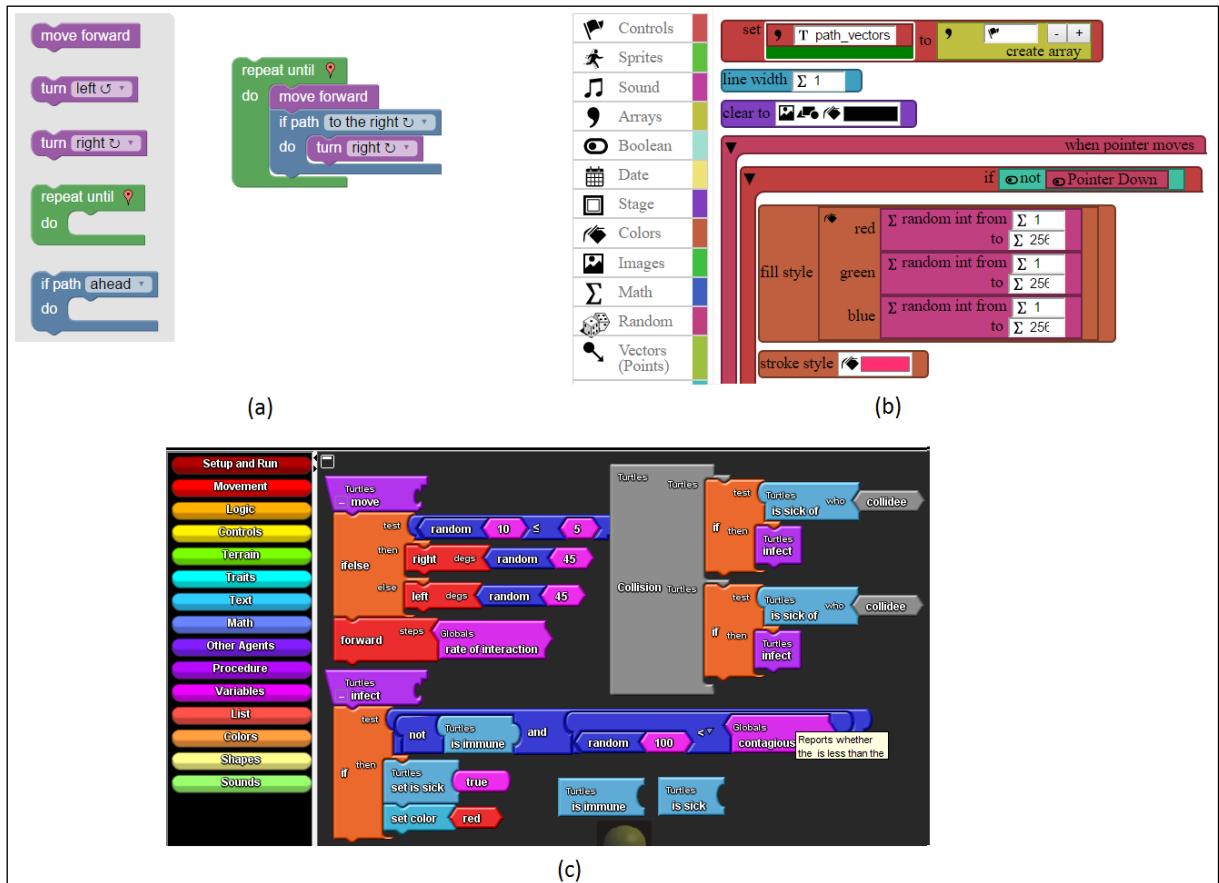 move forward
turn left ↺
turn right ↻
repeat until
do
if path ahead
do
repeat until
do
move forward
if path to the right ↻
do
turn right ↻
(a)
Controls
Sprites
Sound
Arrays
Boolean
Date
Stage
Colors
Images
Math
Random
Vectors
(Points)
set T path_vectors to - +
create array
line width Σ 1
clear to
when pointer moves
if not Pointer Down
fill style
red Σ random int from Σ 1
to Σ 256
green Σ random int from Σ 1
to Σ 256
blue Σ random int from Σ 1
to Σ 256
stroke style
(b)
Setup and Run
Movement
Logic
Controls
Terrain
Traits
Text
Math
Other Agents
Procedure
Variables
List
Colors
Shapes
Sounds
Turtles
move
ifelse
test random 10 ≤ 5
then right degs random 45
else left degs random 45
forward steps Globals
rate of interaction
Turtles
infect
if
test not Turtles
is immune and random 100 < Globals
contagious
Reports whether
the is less than the
then Turtles
set is sick true
set color red
Turtles
is immune
Turtles
is sick
Turtles
Collision
Turtles
if
test Turtles
is sick of who collidee
then Turtles
infect
Turtles
if
test Turtles
is sick of who collidee
then Turtles
infect
(c)